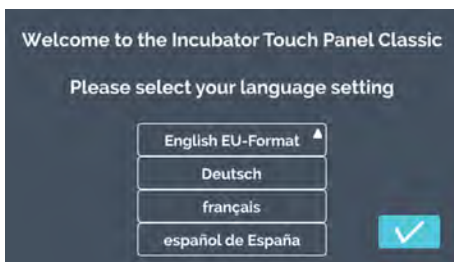 Welcome to the Incubator Touch Panel Classic
Please select your language setting
English EU-Format
Deutsch
français
español de España